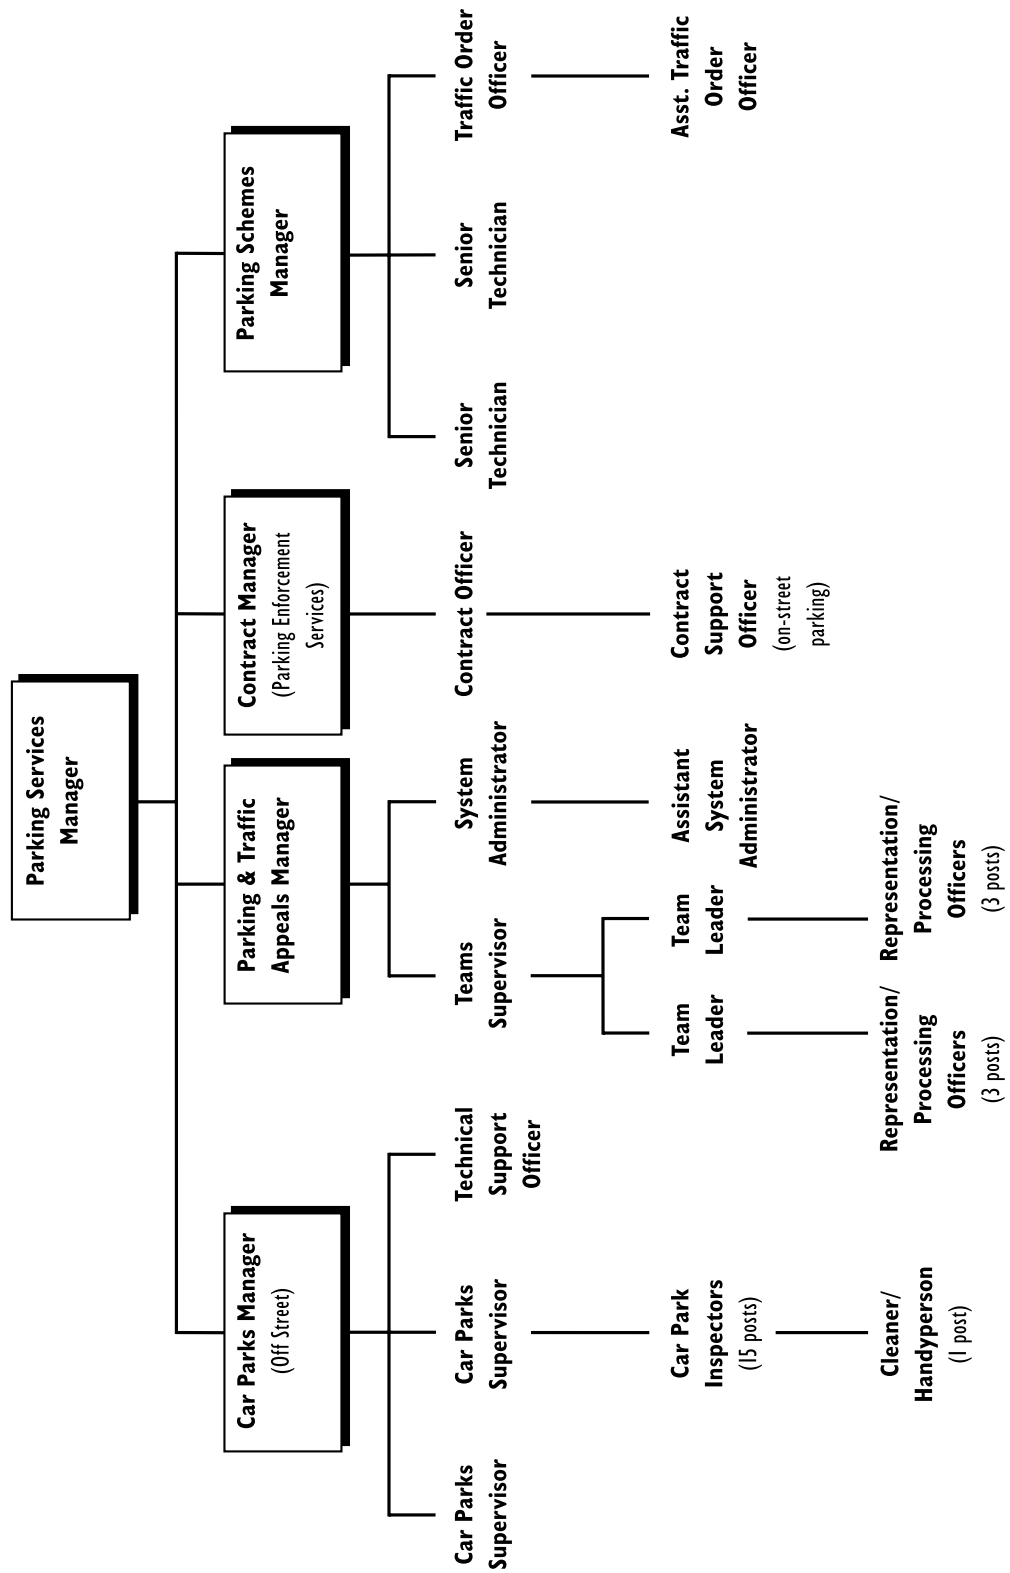 Parking Services
Manager
Car Parks Manager
(Off Street)
Parking & Traffic
Appeals Manager
Contract Manager
(Parking Enforcement
Services)
Parking Schemes
Manager
Car Parks
Supervisor
Car Parks
Supervisor
Technical
Support
Officer
Teams
Supervisor
System
Administrator
Contract Officer
Senior
Technician
Senior
Technician
Traffic Order
Officer
Car Park
Inspectors
(15 posts)
Team
Leader
Team
Leader
Assistant
System
Administrator
Contract
Support
Officer
(on-street
parking)
Asst. Traffic
Order
Officer
Cleaner/
Handyperson
(1 post)
Representation/
Processing
Officers
(3 posts)
Representation/
Processing
Officers
(3 posts)